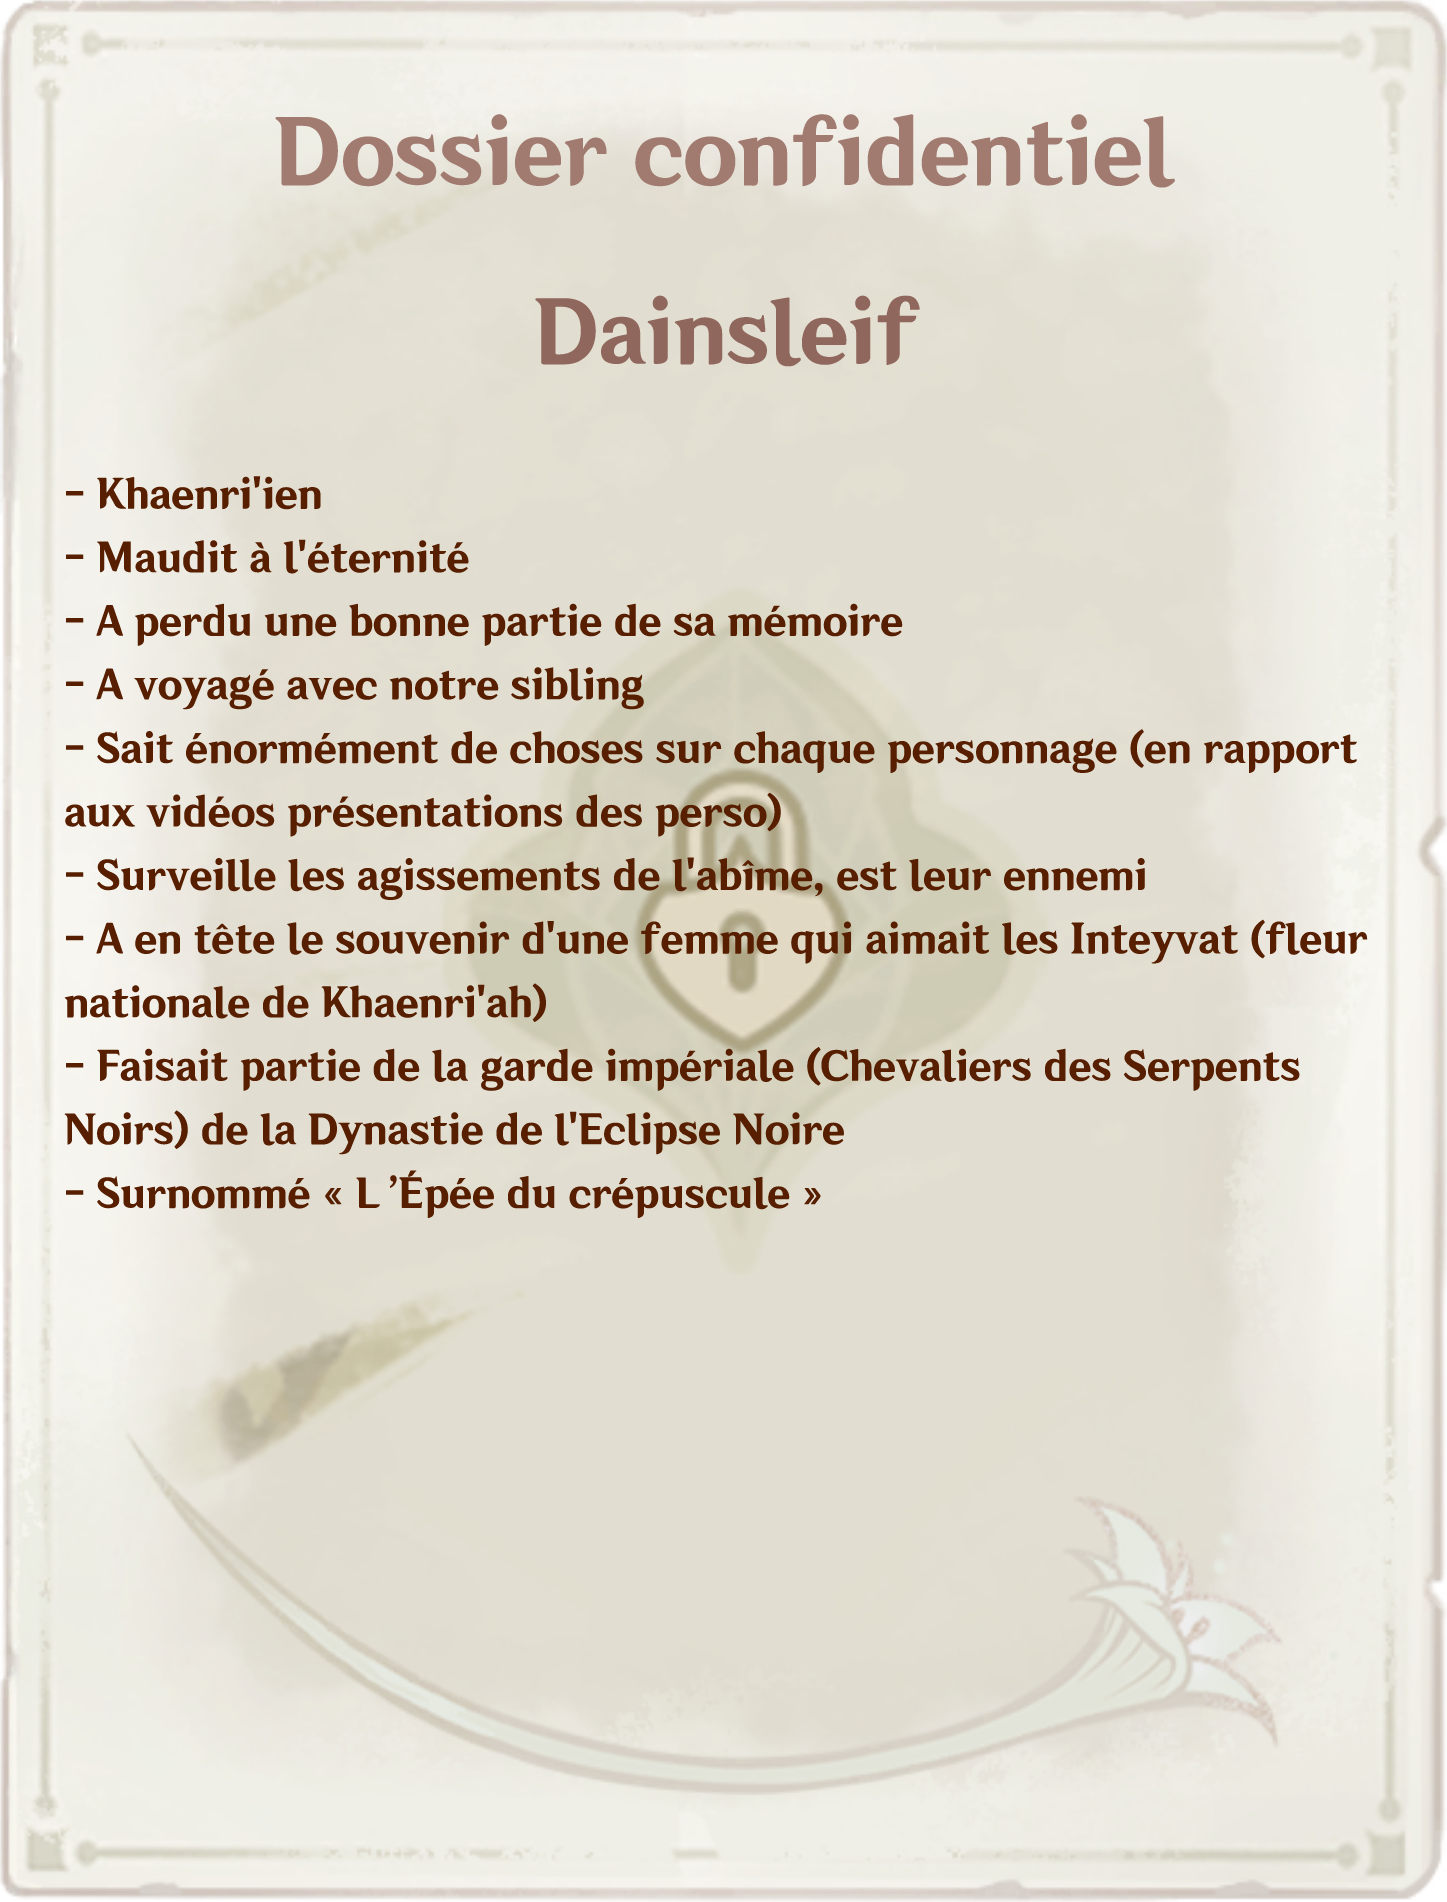 Dossier confidentiel
Dainsleif
- Khaenri'ien
- Maudit à l'éternité
- A perdu une bonne partie de sa mémoire
- A voyagé avec notre sibling
- Sait énormément de choses sur chaque personnage (en rapport
aux vidéos présentations des perso)
- Surveille les agissements de l'abîme, est leur ennemi
- A en tête le souvenir d'une femme qui aimait les Inteyvat (fleur
nationale de Khaenri'ah)
- Faisait partie de la garde impériale (Chevaliers des Serpents
Noirs) de la Dynastie de l'Eclipse Noire
- Surnommé « L’Épée du crépuscule »